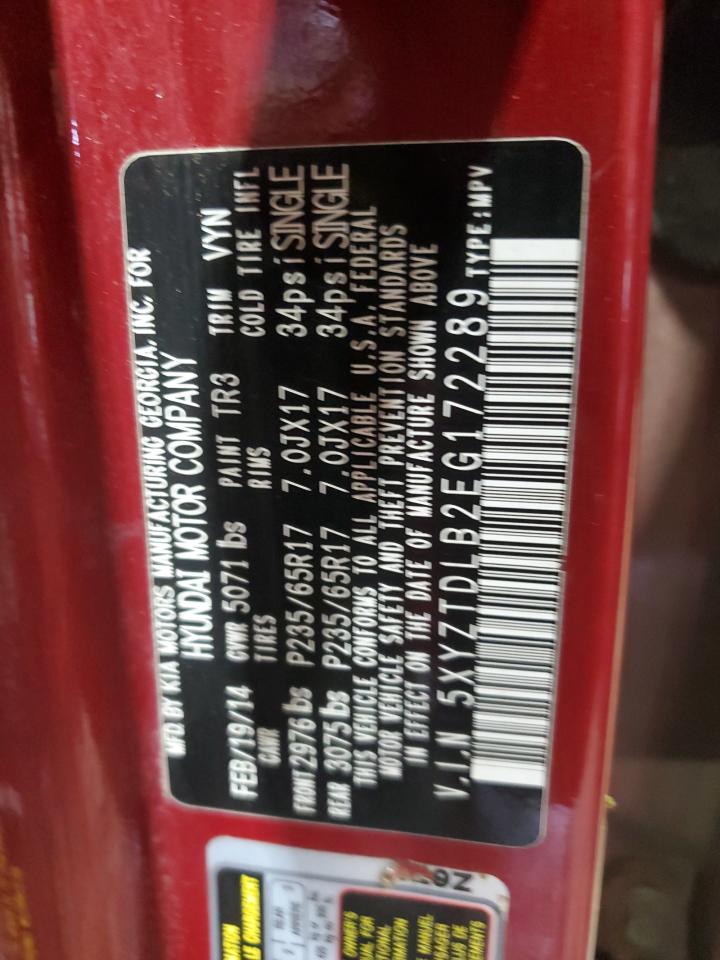 MFD BY KIA MOTORS MANUFACTURING GEORGIA, INC. FOR
HYUNDAI MOTOR COMPANY
FEB/19/14 GVWR 5071 lbs PAINT TR3 TRIM VYN
GAWR TIRES RIMS COLD TIRE INFL
FRONT 2976 lbs P235/65R17 7.0JX17 34psi SINGLE
REAR 3075 lbs P235/65R17 7.0JX17 34psi SINGLE
THIS VEHICLE CONFORMS TO ALL APPLICABLE U.S.A. FEDERAL
MOTOR VEHICLE SAFETY AND THEFT PREVENTION STANDARDS
IN EFFECT ON THE DATE OF MANUFACTURE SHOWN ABOVE
V.I.N 5XYZTDLB2EG172289 TYPE:MPV